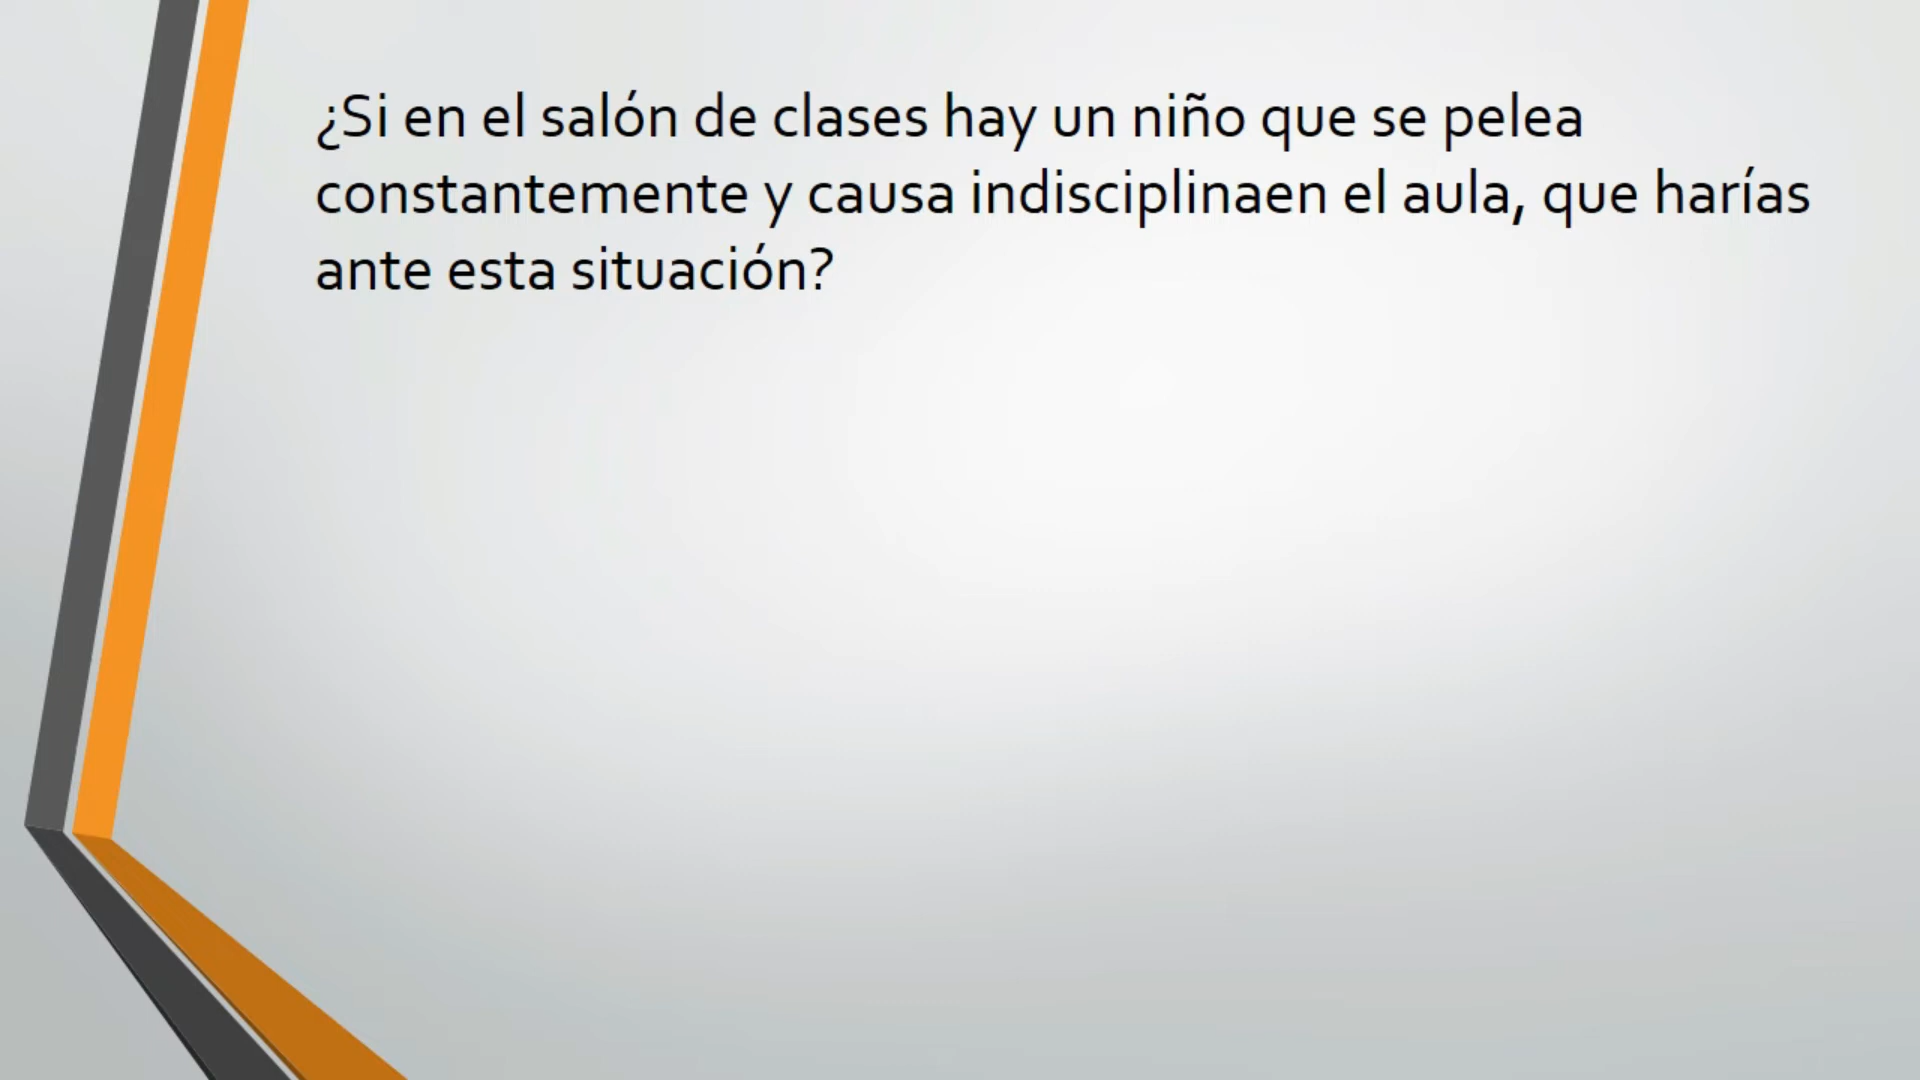 ¿Si en el salón de clases hay un niño que se pelea
constantemente y causa indisciplinaen el aula, que harías
ante esta situación?